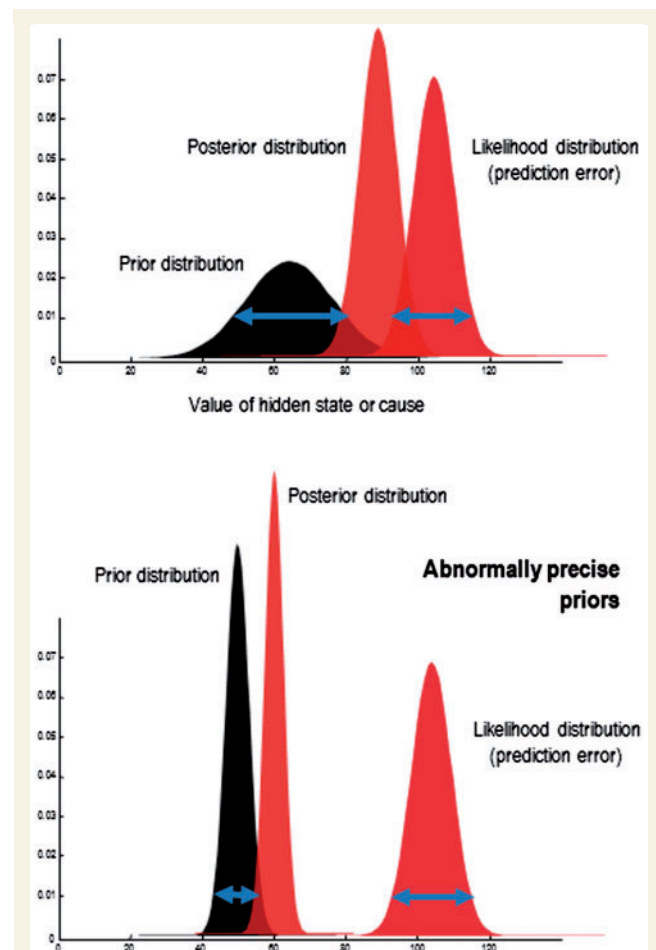 0.07
0.06
0.05
0.04
0.03
0.02
0.01
0
Posterior distribution
Likelihood distribution
(prediction error)
Prior distribution
0 20 40 60 80 100 120
Value of hidden state or cause
Posterior distribution
Prior distribution
Abnormally precise
priors
0.07
0.06
0.05
0.04
0.03
0.02
0.01
0
Likelihood distribution
(prediction error)
0 20 40 60 80 100 120